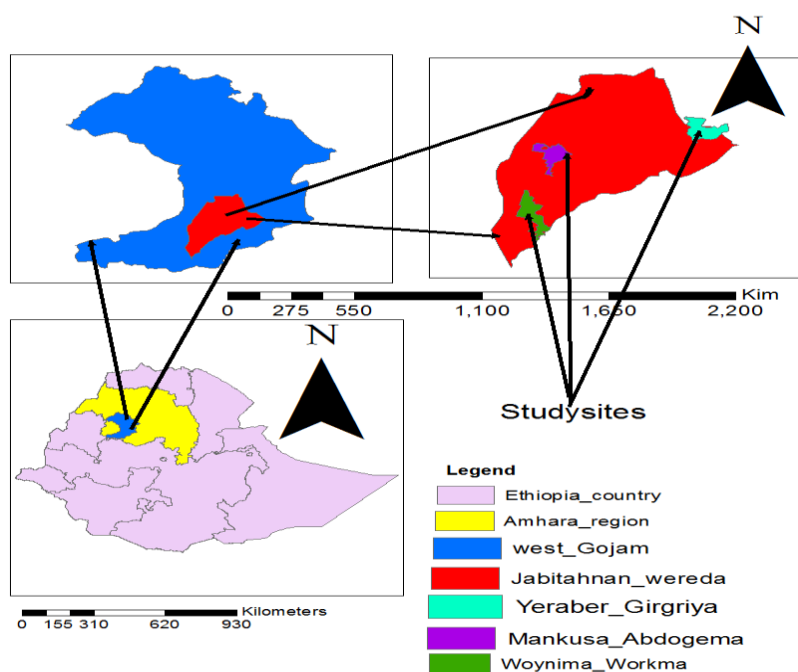 N
Kim
0 275 550 1,100 1,650 2,200
N
Studysites
Legend
Ethiopia_country
Amhara_region
west_Gojam
Jabitahnan_wereda
Yeraber_Girgriya
Mankusa_Abdogema
Woynima_Workma
Kilometers
0 155 310 620 930